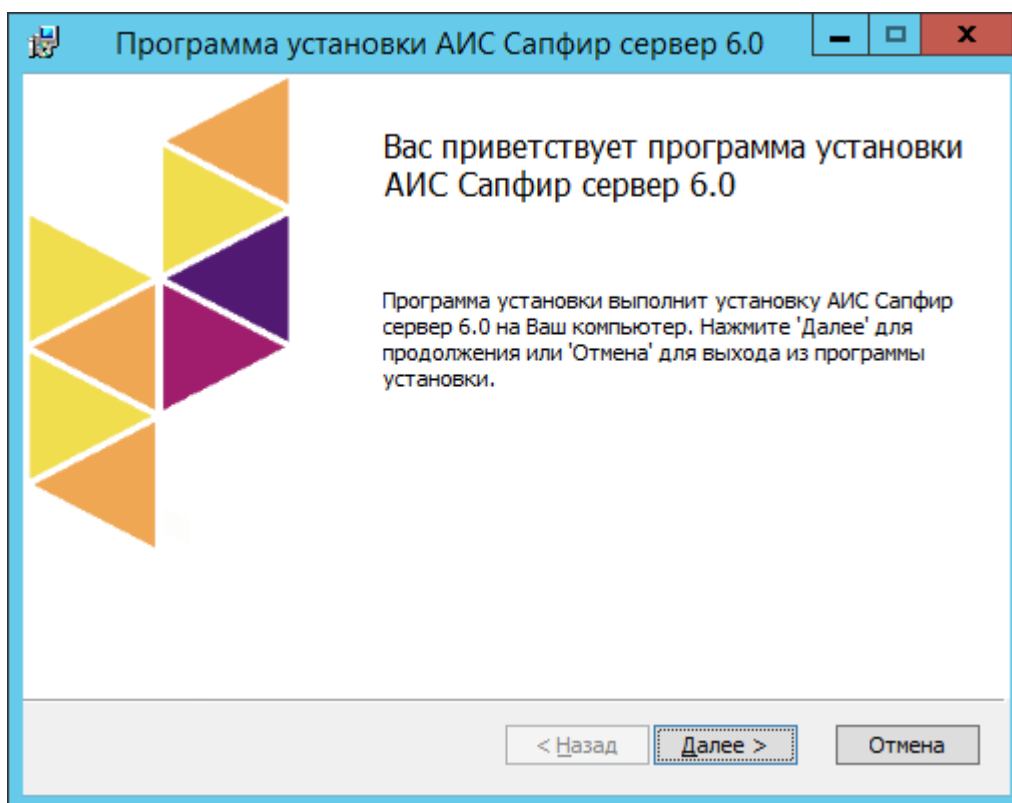 Программа установки АИС Сапфир сервер 6.0
Вас приветствует программа установки
АИС Сапфир сервер 6.0
Программа установки выполнит установку АИС Сапфир
сервер 6.0 на Ваш компьютер. Нажмите 'Далее' для
продолжения или 'Отмена' для выхода из программы
установки.
< Назад
Далее >
Отмена